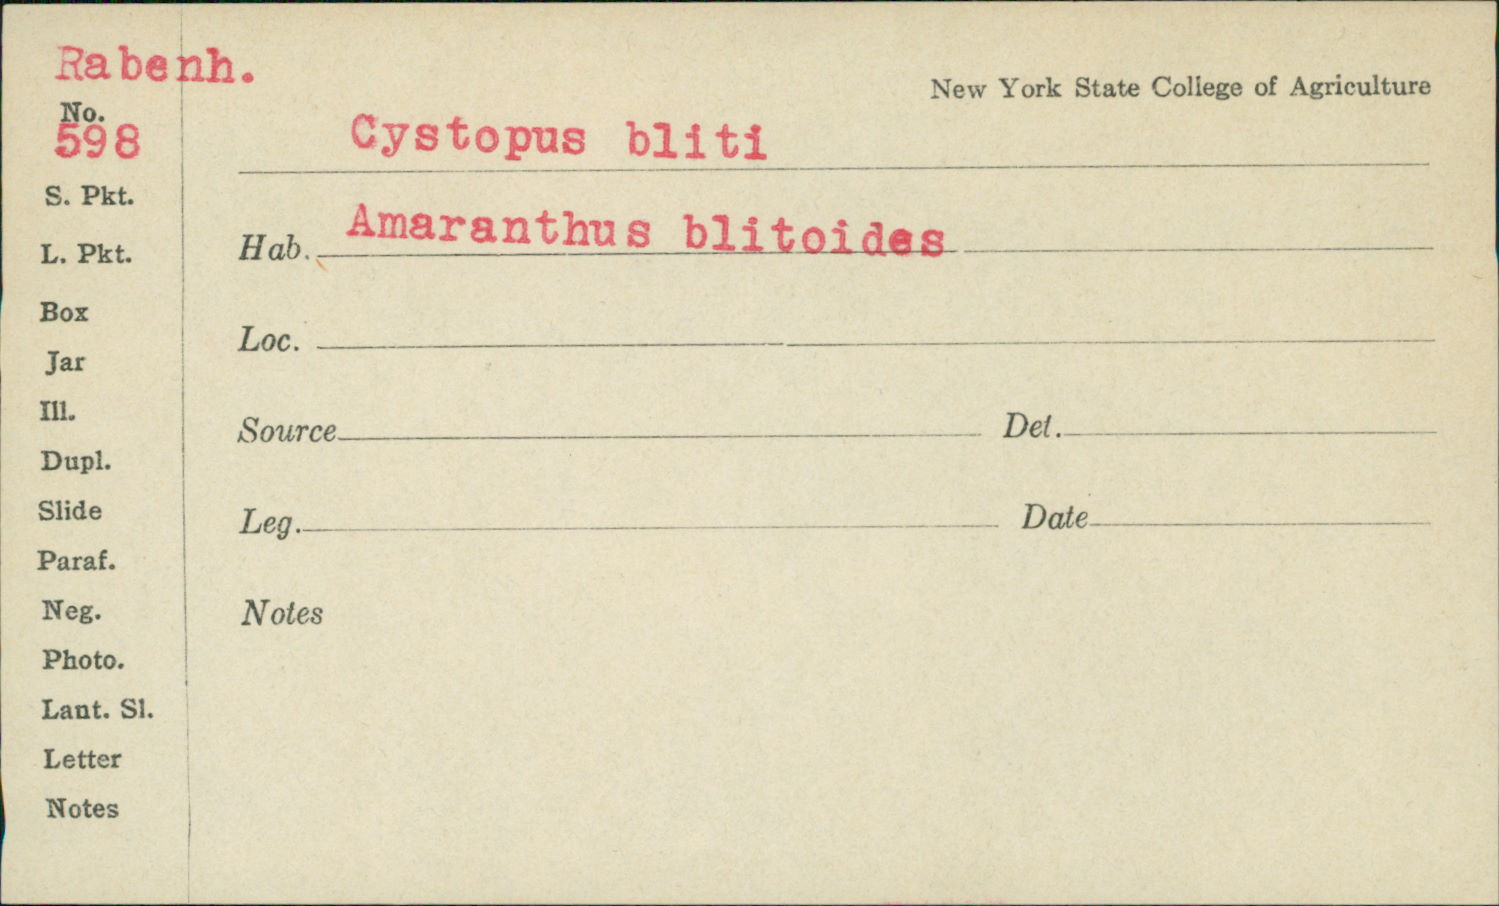 Rabenh.
New York State College of Agriculture
No.
598
Cystopus bliti
S. Pkt.
Hab. Amaranthus blitoides
L. Pkt.
Box
Loc.
Jar
Ill.
Source Det.
Dupl.
Slide
Leg. Date
Paraf.
Neg.
Notes
Photo.
Lant. Sl.
Letter
Notes